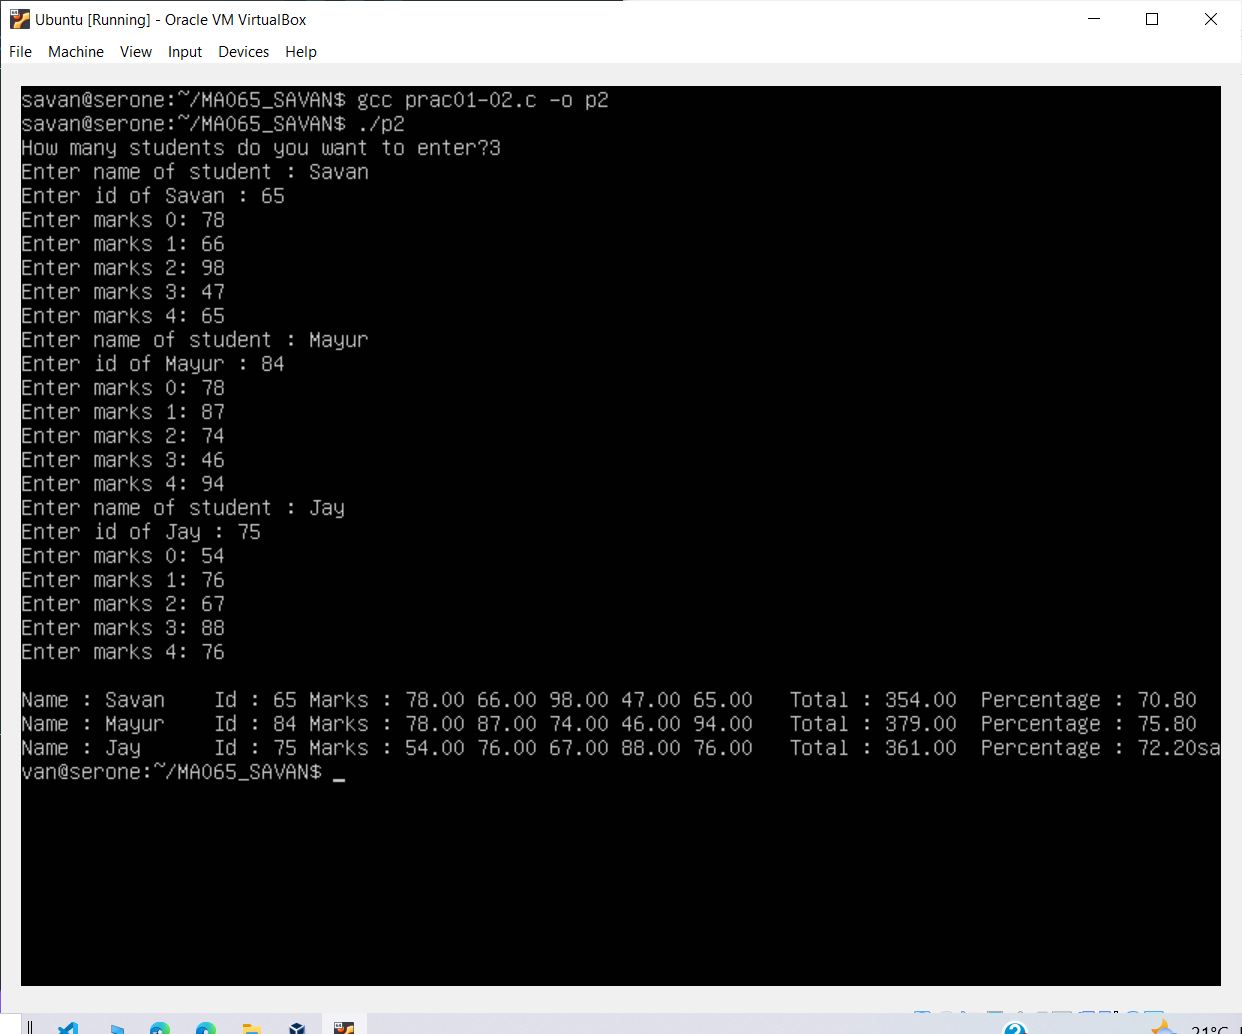 Ubuntu [Running] - Oracle VM VirtualBox
File Machine View Input Devices Help
savan@serone:~/MA065_SAVAN$ gcc prac01-02.c -o p2
savan@serone:~/MA065_SAVAN$ ./p2
How many students do you want to enter?3
Enter name of student : Savan
Enter id of Savan : 65
Enter marks 0: 78
Enter marks 1: 66
Enter marks 2: 98
Enter marks 3: 47
Enter marks 4: 65
Enter name of student : Mayur
Enter id of Mayur : 84
Enter marks 0: 78
Enter marks 1: 87
Enter marks 2: 74
Enter marks 3: 46
Enter marks 4: 94
Enter name of student : Jay
Enter id of Jay : 75
Enter marks 0: 54
Enter marks 1: 76
Enter marks 2: 67
Enter marks 3: 88
Enter marks 4: 76
Name : Savan Id : 65 Marks : 78.00 66.00 98.00 47.00 65.00 Total : 354.00 Percentage : 70.80
Name : Mayur Id : 84 Marks : 78.00 87.00 74.00 46.00 94.00 Total : 379.00 Percentage : 75.80
Name : Jay Id : 75 Marks : 54.00 76.00 67.00 88.00 76.00 Total : 361.00 Percentage : 72.20sa
van@serone:~/MA065_SAVAN$ _
21°C